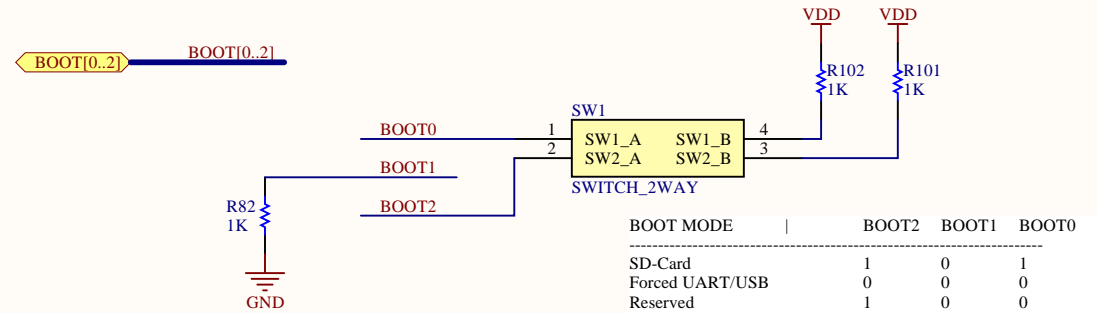 VDD VDD
BOOT[0..2] BOOT[0..2]
R102 R101
1K 1K
SW1
BOOT0 1 SW1_A SW1_B 4
2 SW2_A SW2_B 3
BOOT1
SWITCH_2WAY
R82 BOOT2
1K
BOOT MODE | BOOT2 BOOT1 BOOT0
------------------------------------------------------------------------
SD-Card 1 0 1
Forced UART/USB 0 0 0
Reserved 1 0 0
GND